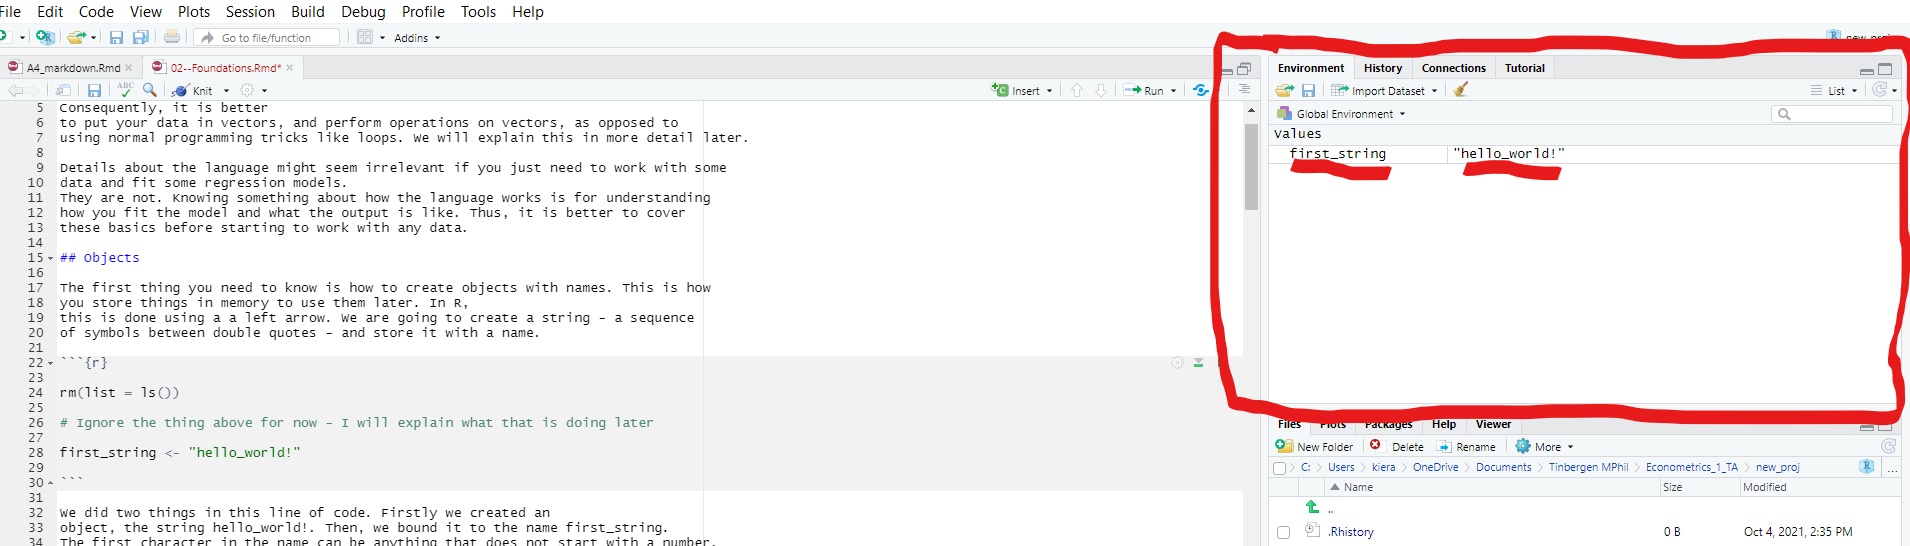 File Edit Code View Plots Session Build Debug Profile Tools Help
Go to file/function Addins
A4_markdown.Rmd 02--Foundations.Rmd*
ABC Knit Insert Run
5 Consequently, it is better
6 to put your data in vectors, and perform operations on vectors, as opposed to
7 using normal programming tricks like loops. We will explain this in more detail later.
8
9 Details about the language might seem irrelevant if you just need to work with some
10 data and fit some regression models.
11 They are not. Knowing something about how the language works is for understanding
12 how you fit the model and what the output is like. Thus, it is better to cover
13 these basics before starting to work with any data.
14
15 ## Objects
16
17 The first thing you need to know is how to create objects with names. This is how
18 you store things in memory to use them later. In R,
19 this is done using a a left arrow. We are going to create a string - a sequence
20 of symbols between double quotes - and store it with a name.
21
22 ```{r}
23
24 rm(list = ls())
25
26 # Ignore the thing above for now - I will explain what that is doing later
27
28 first_string <- "hello_world!"
29
30 ```
31
32 We did two things in this line of code. Firstly we created an
33 object, the string hello_world!. Then, we bound it to the name first_string.
34 The first character in the name can be anything that does not start with a number.
Environment History Connections Tutorial
Import Dataset List
Global Environment
Values
first_string "hello_world!"
Files Plots Packages Help Viewer
New Folder Delete Rename More
C: Users kiera OneDrive Documents Tinbergen MPhil Econometrics_1_TA new_proj ...
Name Size Modified
..
.Rhistory 0 B Oct 4, 2021, 2:35 PM